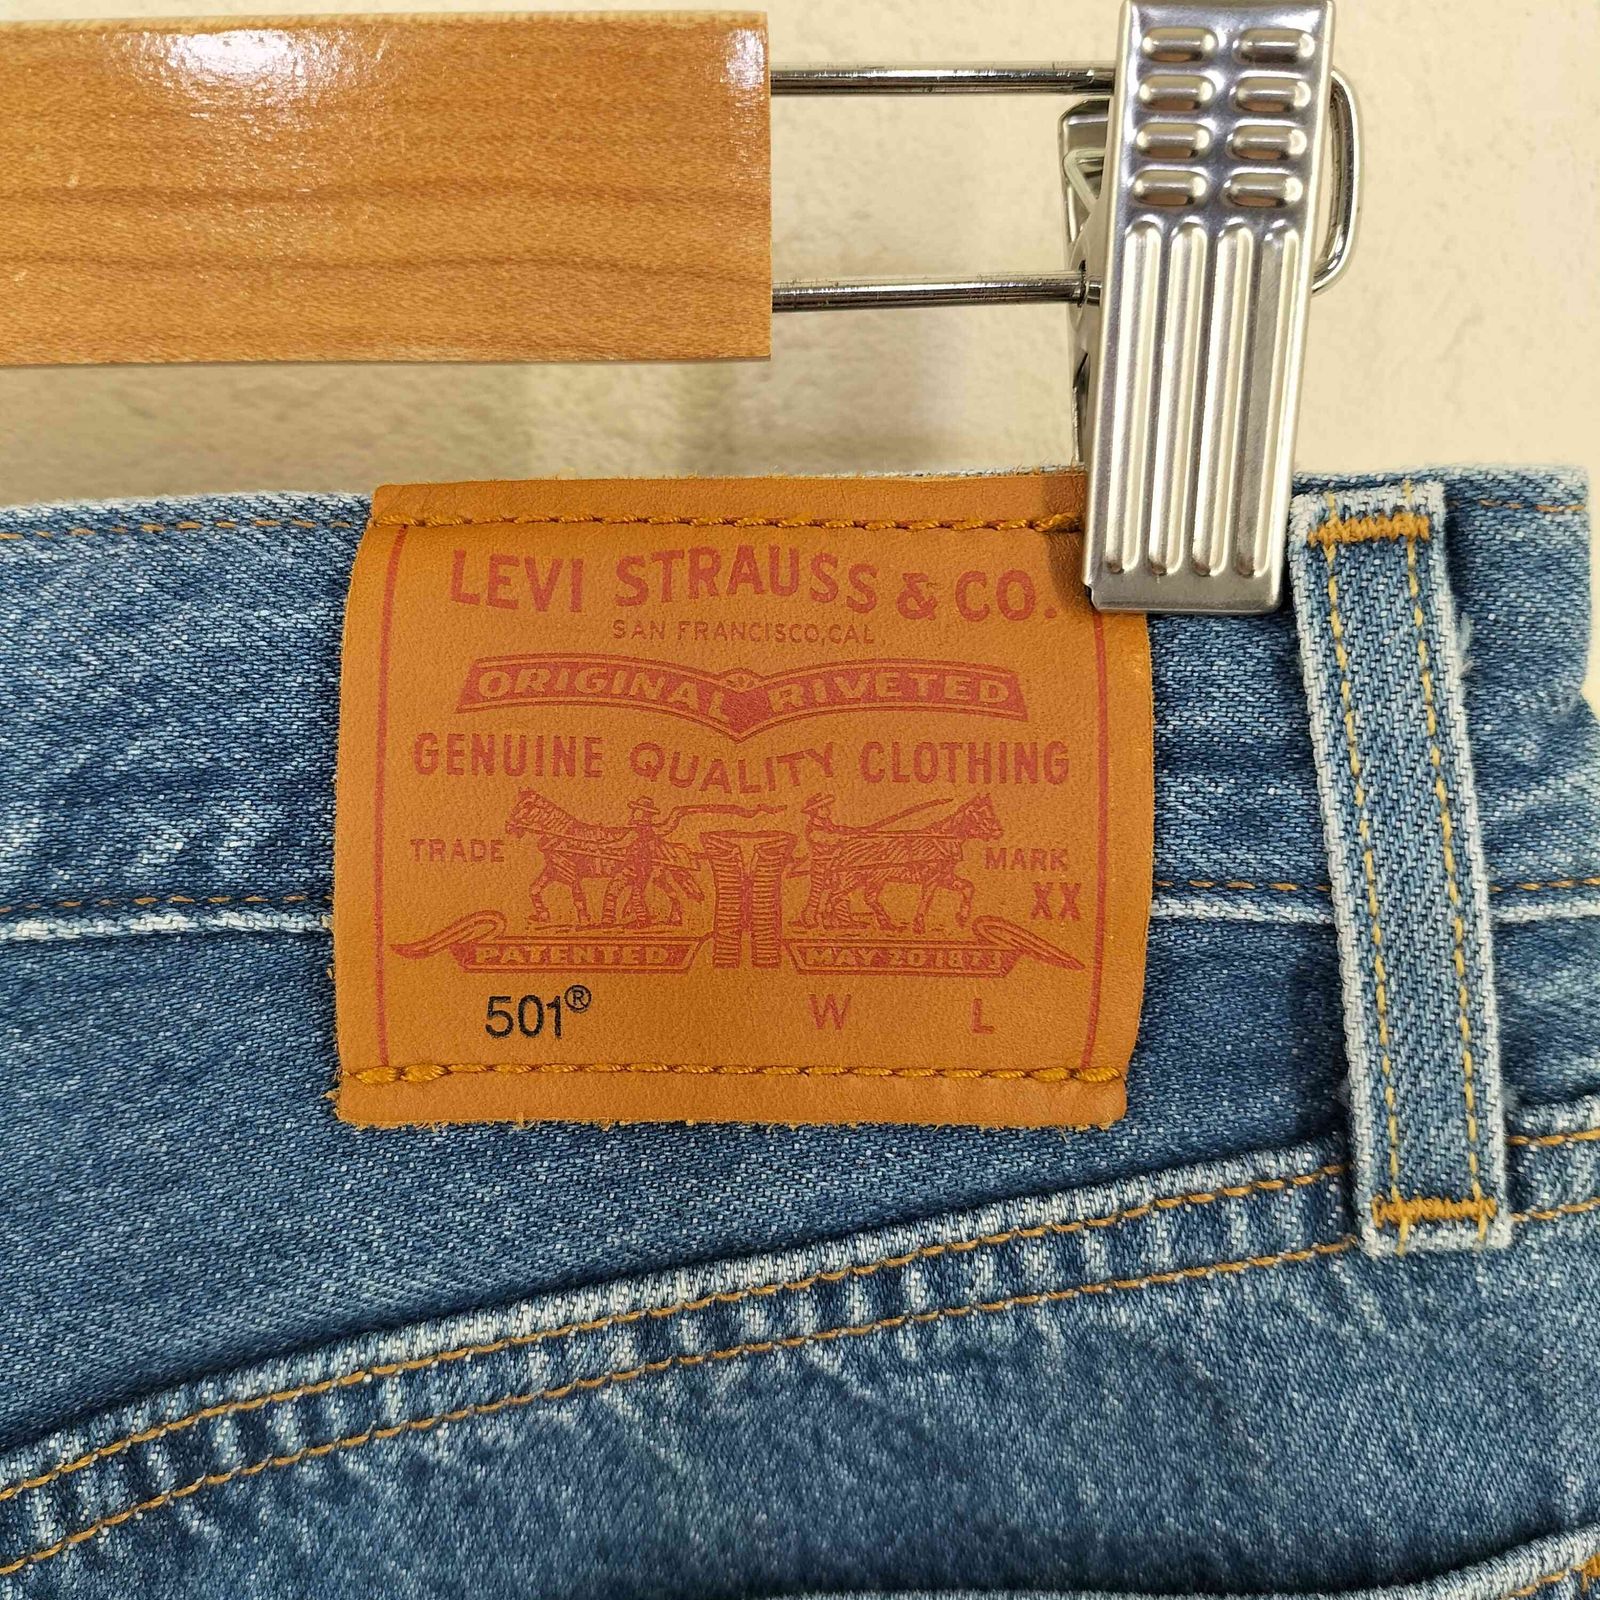 LEVI STRAUSS & CO.
SAN FRANCISCO, CAL
ORIGINAL RIVETED
GENUINE QUALITY CLOTHING
TRADE MARK
XX
PATENTED MAY 20 1873
501® W L